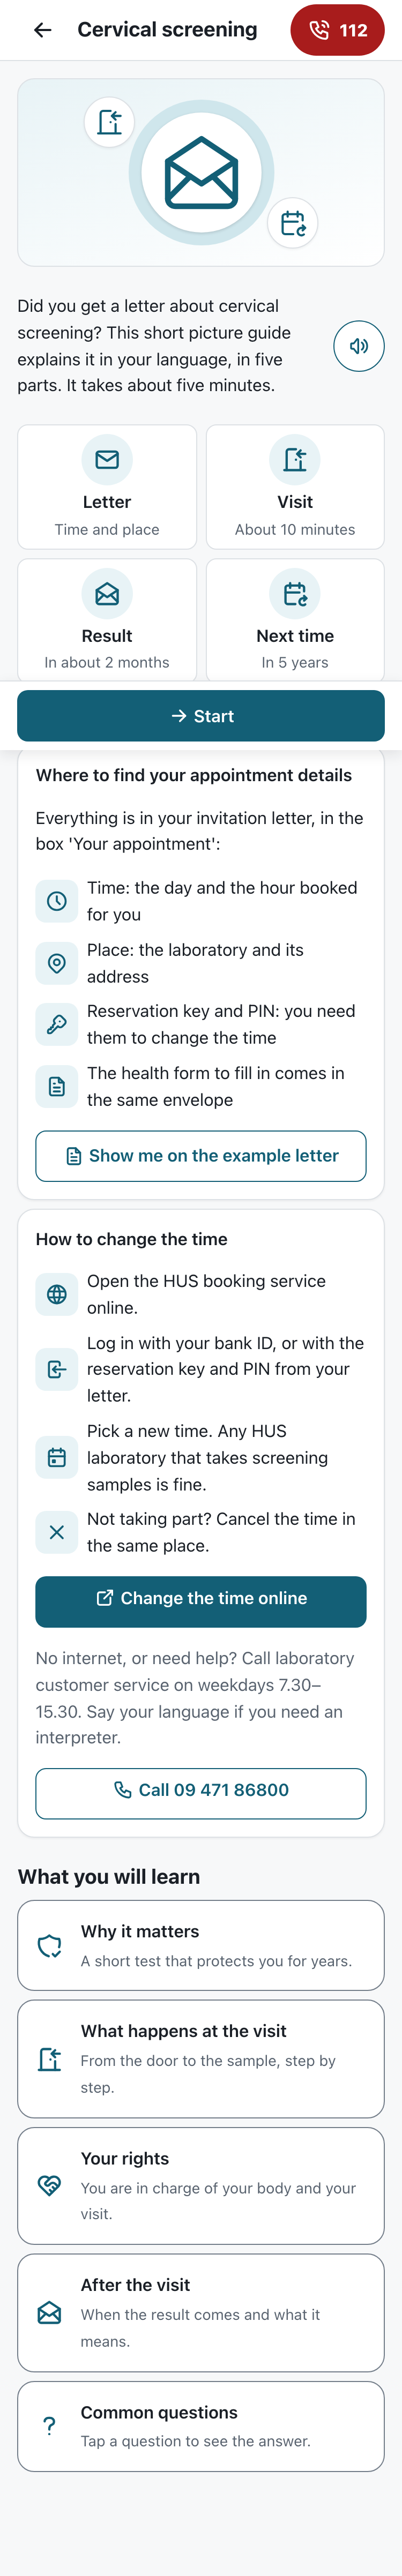 Cervical screening
112
Did you get a letter about cervical
screening? This short picture guide
explains it in your language, in five
parts. It takes about five minutes.
Letter
Time and place
Visit
About 10 minutes
Result
In about 2 months
Next time
In 5 years
Start
Where to find your appointment details
Everything is in your invitation letter, in the
box 'Your appointment':
Time: the day and the hour booked
for you
Place: the laboratory and its
address
Reservation key and PIN: you need
them to change the time
The health form to fill in comes in
the same envelope
Show me on the example letter
How to change the time
Open the HUS booking service
online.
Log in with your bank ID, or with the
reservation key and PIN from your
letter.
Pick a new time. Any HUS
laboratory that takes screening
samples is fine.
Not taking part? Cancel the time in
the same place.
Change the time online
No internet, or need help? Call laboratory
customer service on weekdays 7.30–
15.30. Say your language if you need an
interpreter.
Call 09 471 86800
What you will learn
Why it matters
A short test that protects you for years.
What happens at the visit
From the door to the sample, step by
step.
Your rights
You are in charge of your body and your
visit.
After the visit
When the result comes and what it
means.
Common questions
Tap a question to see the answer.